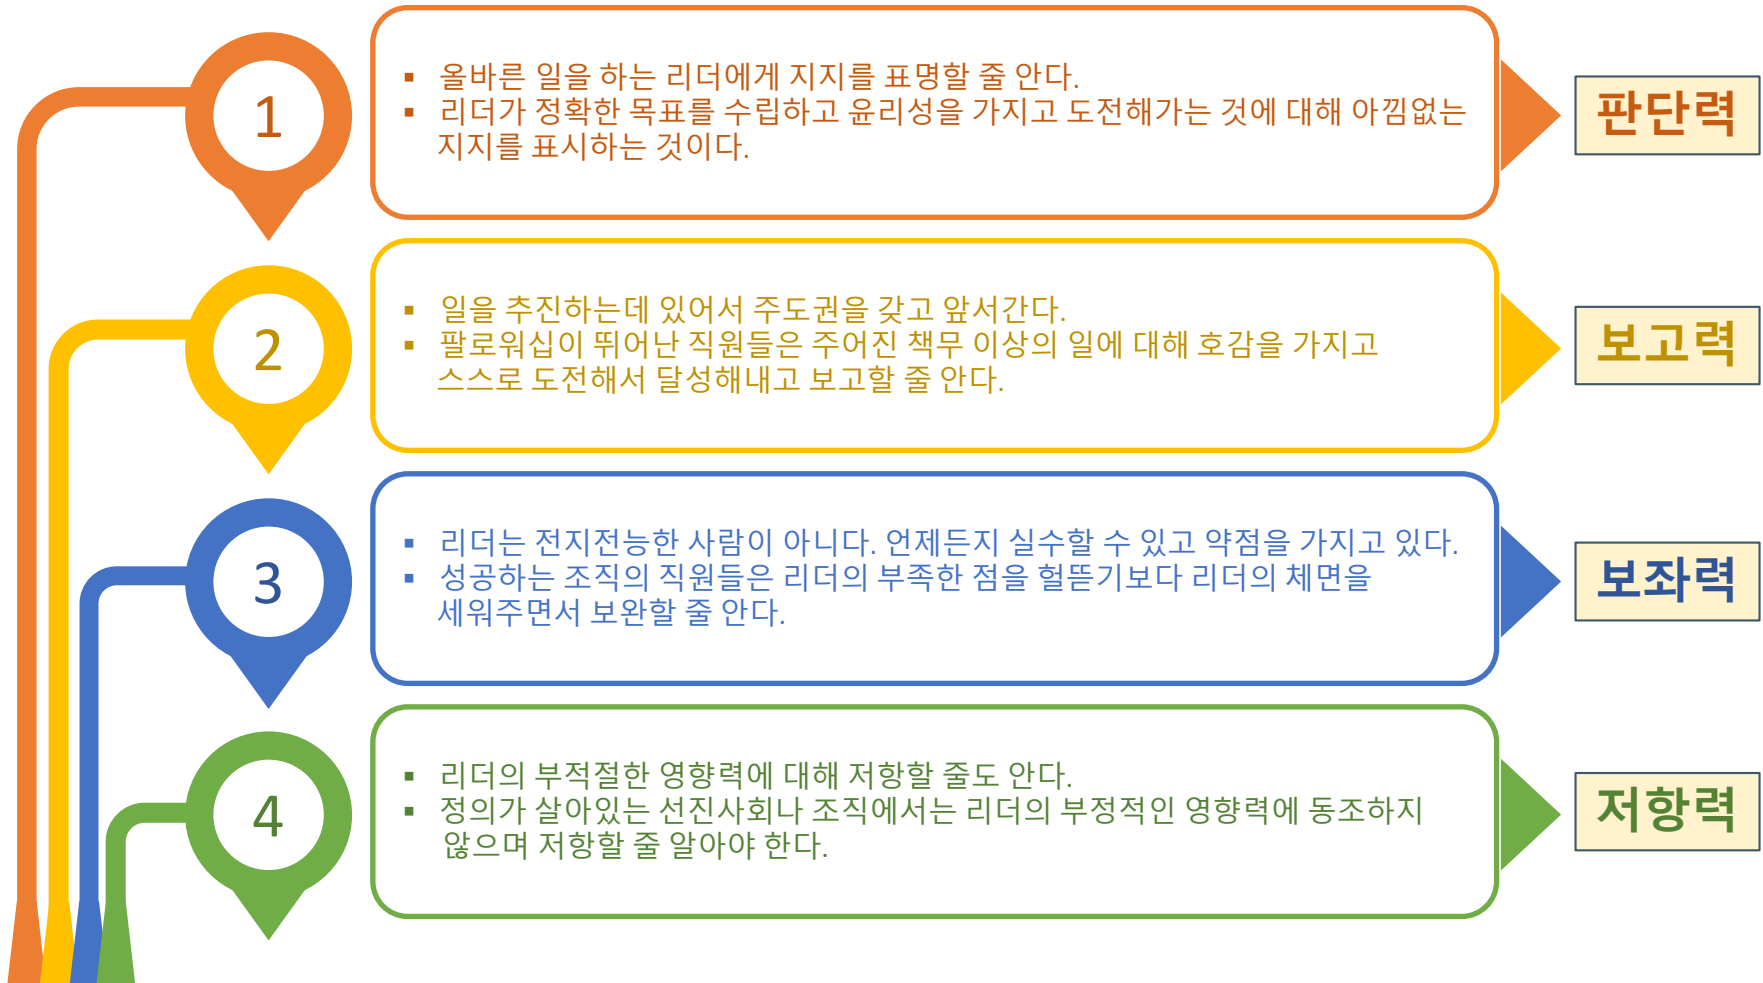 1
▪ 올바른 일을 하는 리더에게 지지를 표명할 줄 안다.
▪ 리더가 정확한 목표를 수립하고 윤리성을 가지고 도전해가는 것에 대해 아낌없는
지지를 표시하는 것이다.
판단력
2
▪ 일을 추진하는데 있어서 주도권을 갖고 앞서간다.
▪ 팔로워십이 뛰어난 직원들은 주어진 책무 이상의 일에 대해 호감을 가지고
스스로 도전해서 달성해내고 보고할 줄 안다.
보고력
3
▪ 리더는 전지전능한 사람이 아니다. 언제든지 실수할 수 있고 약점을 가지고 있다.
▪ 성공하는 조직의 직원들은 리더의 부족한 점을 헐뜯기보다 리더의 체면을
세워주면서 보완할 줄 안다.
보좌력
4
▪ 리더의 부적절한 영향력에 대해 저항할 줄도 안다.
▪ 정의가 살아있는 선진사회나 조직에서는 리더의 부정적인 영향력에 동조하지
않으며 저항할 줄 알아야 한다.
저항력